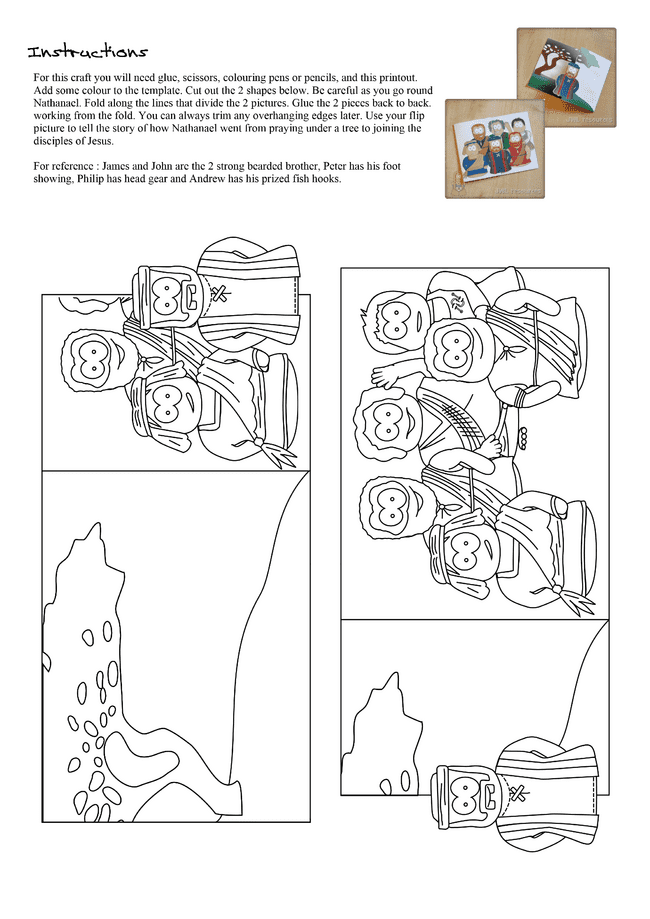 Instructions
For this craft you will need glue, scissors, colouring pens or pencils, and this printout.
Add some colour to the template. Cut out the 2 shapes below. Be careful as you go round
Nathanael. Fold along the lines that divide the 2 pictures. Glue the 2 pieces back to back.
working from the fold. You can always trim any overhanging edges later. Use your flip
picture to tell the story of how Nathanael went from praying under a tree to joining the
disciples of Jesus.
For reference : James and John are the 2 strong bearded brother, Peter has his foot
showing, Philip has head gear and Andrew has his prized fish hooks.